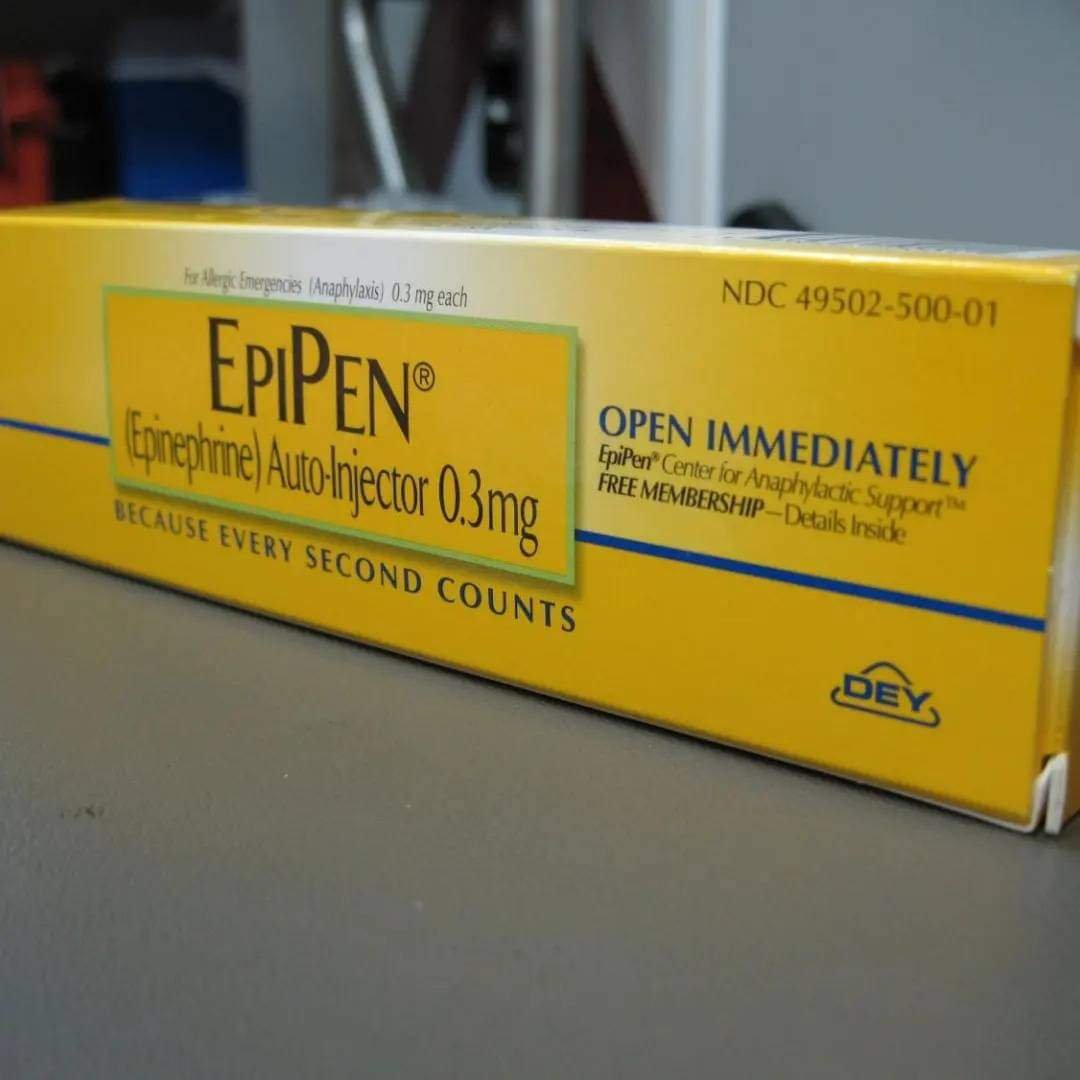 For Allergic Emergencies (Anaphylaxis) 0.3 mg each
NDC 49502-500-01
EPIPEN®
(Epinephrine) Auto-Injector 0.3mg
BECAUSE EVERY SECOND COUNTS
OPEN IMMEDIATELY
EpiPen® Center for Anaphylactic Support™
FREE MEMBERSHIP—Details Inside
DEY